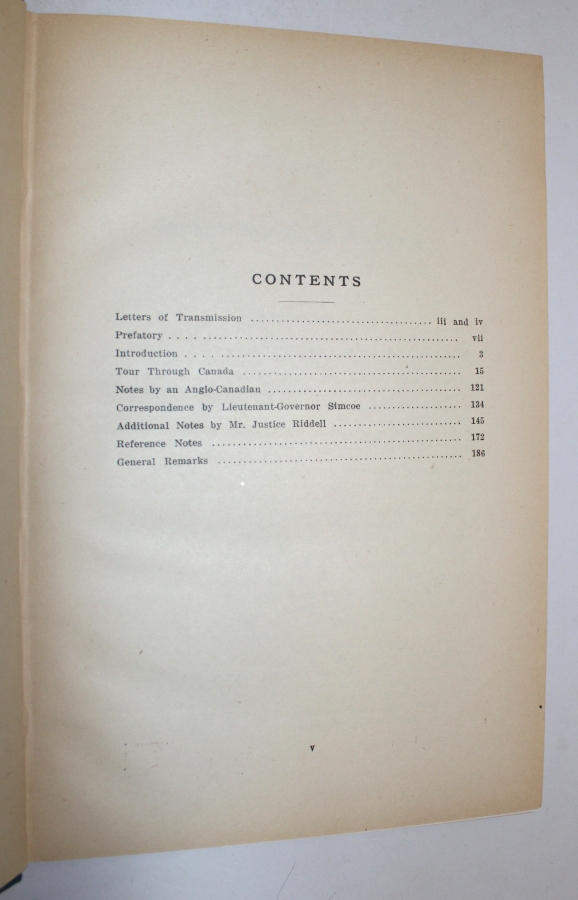 CONTENTS
Letters of Transmission ..................................... iii and iv
Prefatory .................................................... vii
Introduction .................................................. 3
Tour Through Canada .......................................... 15
Notes by an Anglo-Canadian ................................... 121
Correspondence by Lieutenant-Governor Simcoe ................. 134
Additional Notes by Mr. Justice Riddell ...................... 145
Reference Notes .............................................. 172
General Remarks .............................................. 186
v